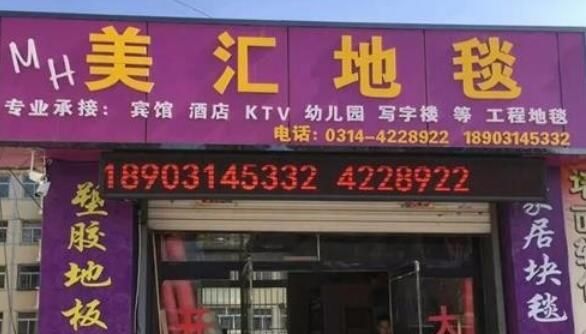 MH 美汇地毯
专业承接： 宾馆 酒店 KTV 幼儿园 写字楼 等 工程地毯
电话：0314-4228922 18903145332
18903145332 4228922
塑胶地板
家居块毯
大